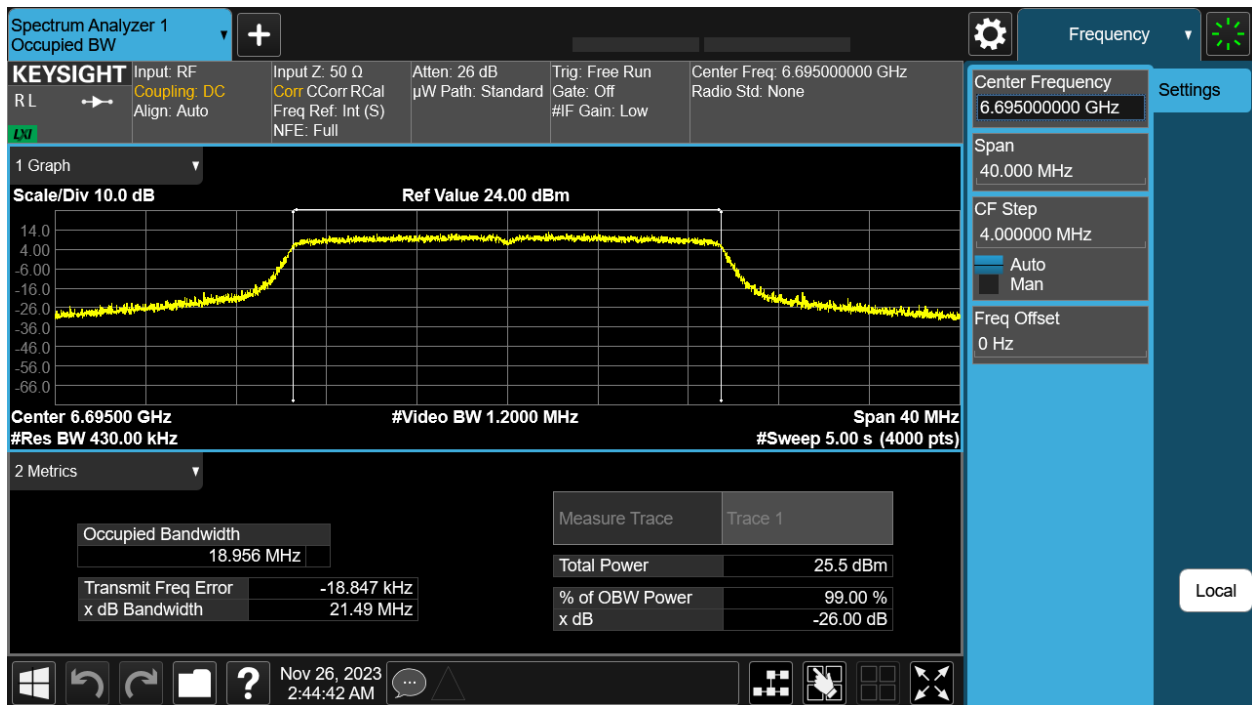 Spectrum Analyzer 1
Occupied BW
+
Frequency
KEYSIGHT
R L
LXI
Input: RF
Coupling: DC
Align: Auto
Input Z: 50 Ω
Corr CCorr RCal
Freq Ref: Int (S)
NFE: Full
Atten: 26 dB
µW Path: Standard
Trig: Free Run
Gate: Off
#IF Gain: Low
Center Freq: 6.695000000 GHz
Radio Std: None
Center Frequency
6.695000000 GHz
Settings
Span
40.000 MHz
CF Step
4.000000 MHz
Auto
Man
Freq Offset
0 Hz
Local
1 Graph
Scale/Div 10.0 dB
Ref Value 24.00 dBm
14.0
4.00
-6.00
-16.0
-26.0
-36.0
-46.0
-56.0
-66.0
Center 6.69500 GHz
#Video BW 1.2000 MHz
Span 40 MHz
#Res BW 430.00 kHz
#Sweep 5.00 s (4000 pts)
2 Metrics
Occupied Bandwidth
18.956 MHz
Transmit Freq Error -18.847 kHz
x dB Bandwidth 21.49 MHz
Measure Trace Trace 1
Total Power 25.5 dBm
% of OBW Power 99.00 %
x dB -26.00 dB
?
Nov 26, 2023
2:44:42 AM